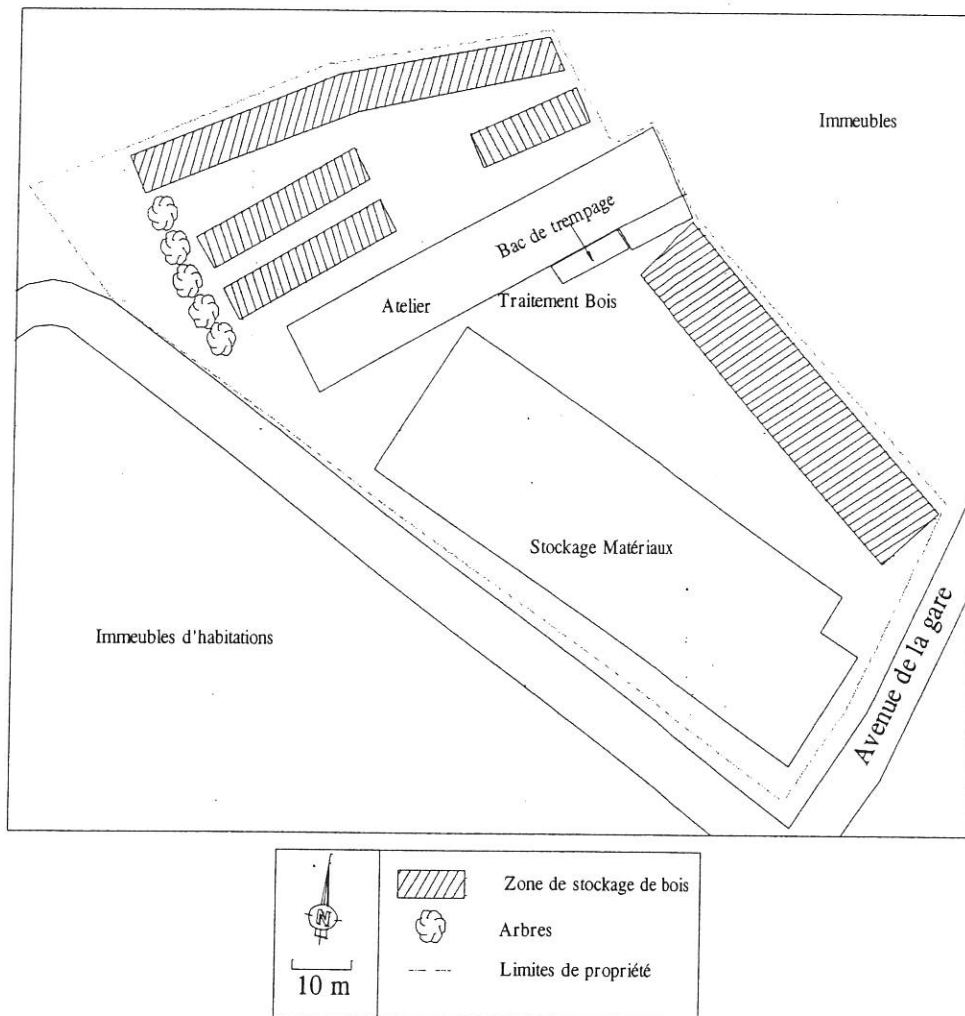 Immeubles
Bac de trempage
Atelier
Traitement Bois
Stockage Matériaux
Immeubles d'habitations
Avenue de la gare
N
10 m
Zone de stockage de bois
Arbres
Limites de propriété